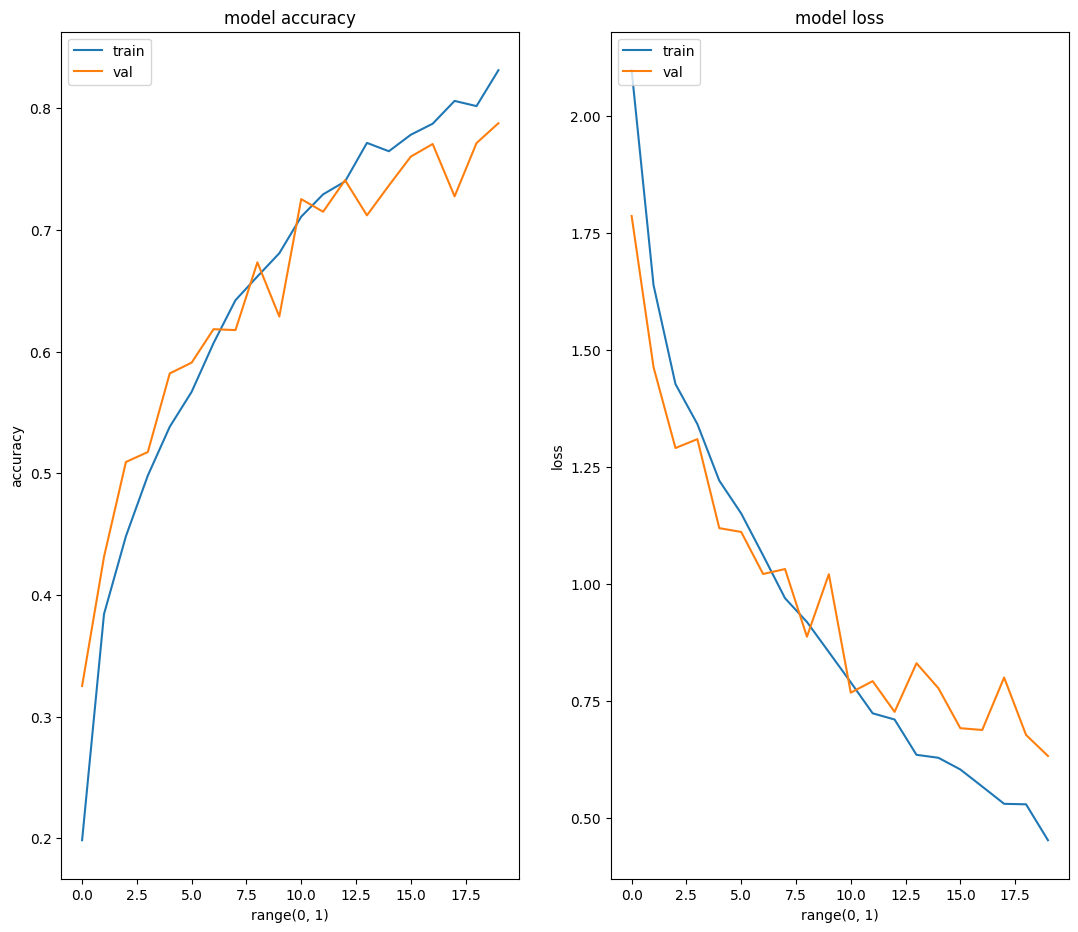 model accuracy
train
val
accuracy
0.8
0.7
0.6
0.5
0.4
0.3
0.2
0.0 2.5 5.0 7.5 10.0 12.5 15.0 17.5
range(0, 1)
model loss
train
val
loss
2.00
1.75
1.50
1.25
1.00
0.75
0.50
0.0 2.5 5.0 7.5 10.0 12.5 15.0 17.5
range(0, 1)